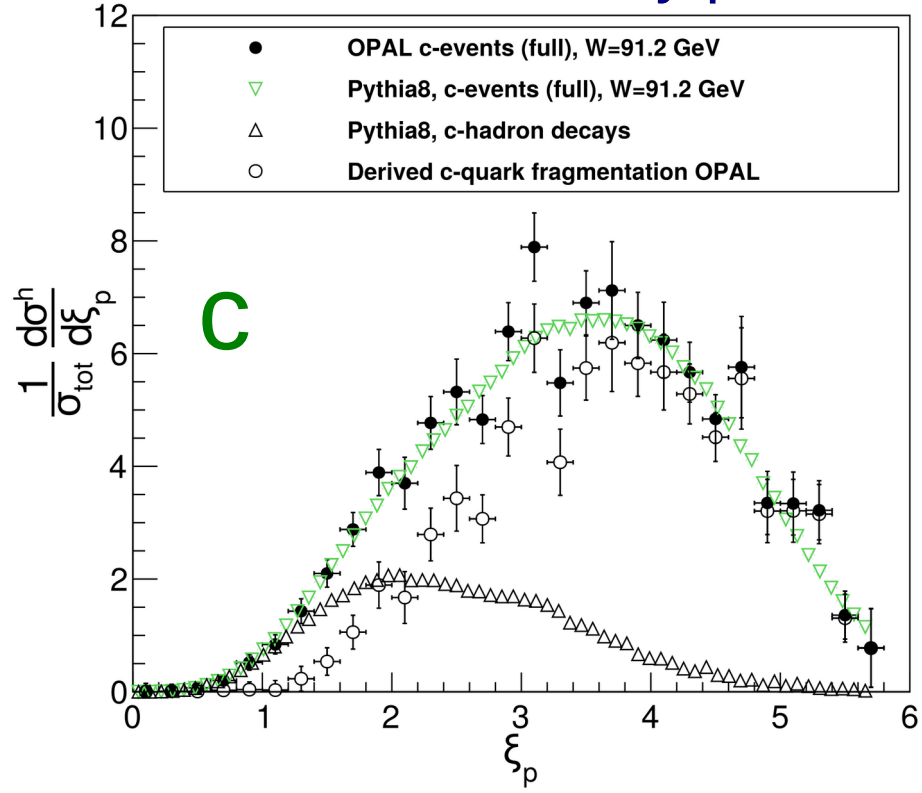 12
10
8
6
4
2
0
OPAL c-events (full), W=91.2 GeV
Pythia8, c-events (full), W=91.2 GeV
Pythia8, c-hadron decays
Derived c-quark fragmentation OPAL
1/σtot dσʰ/dξp
c
0 1 2 3 4 5 6
ξp